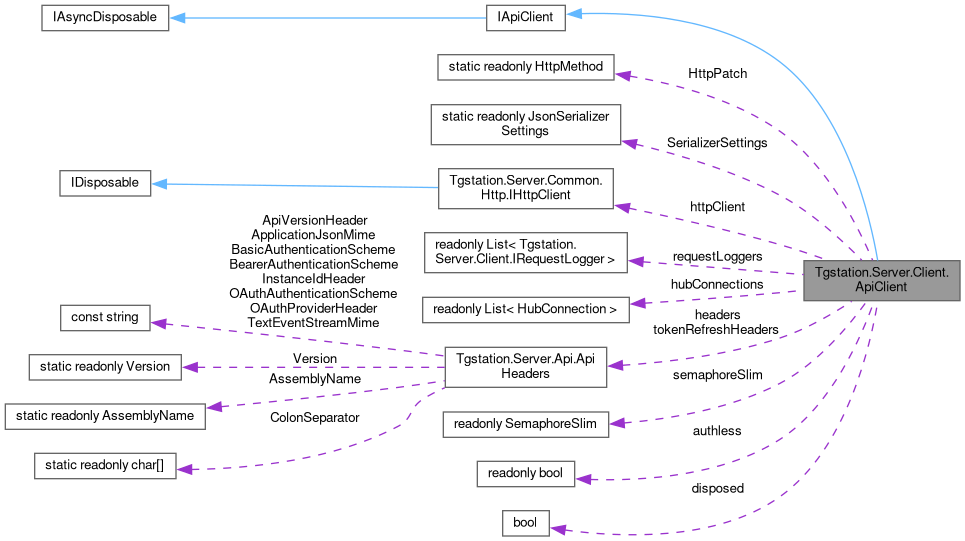 IAsyncDisposable
IApiClient
static readonly HttpMethod
HttpPatch
static readonly JsonSerializer
Settings
SerializerSettings
IDisposable
Tgstation.Server.Common.
Http.IHttpClient
httpClient
ApiVersionHeader
ApplicationJsonMime
BasicAuthenticationScheme
BearerAuthenticationScheme
InstanceIdHeader
OAuthAuthenticationScheme
OAuthProviderHeader
TextEventStreamMime
readonly List< Tgstation.
Server.Client.IRequestLogger >
requestLoggers
Tgstation.Server.Client.
ApiClient
hubConnections
readonly List< HubConnection >
const string
headers
tokenRefreshHeaders
Tgstation.Server.Api.Api
Headers
Version
static readonly Version
AssemblyName
semaphoreSlim
static readonly AssemblyName
ColonSeparator
readonly SemaphoreSlim
authless
static readonly char[]
readonly bool
disposed
bool